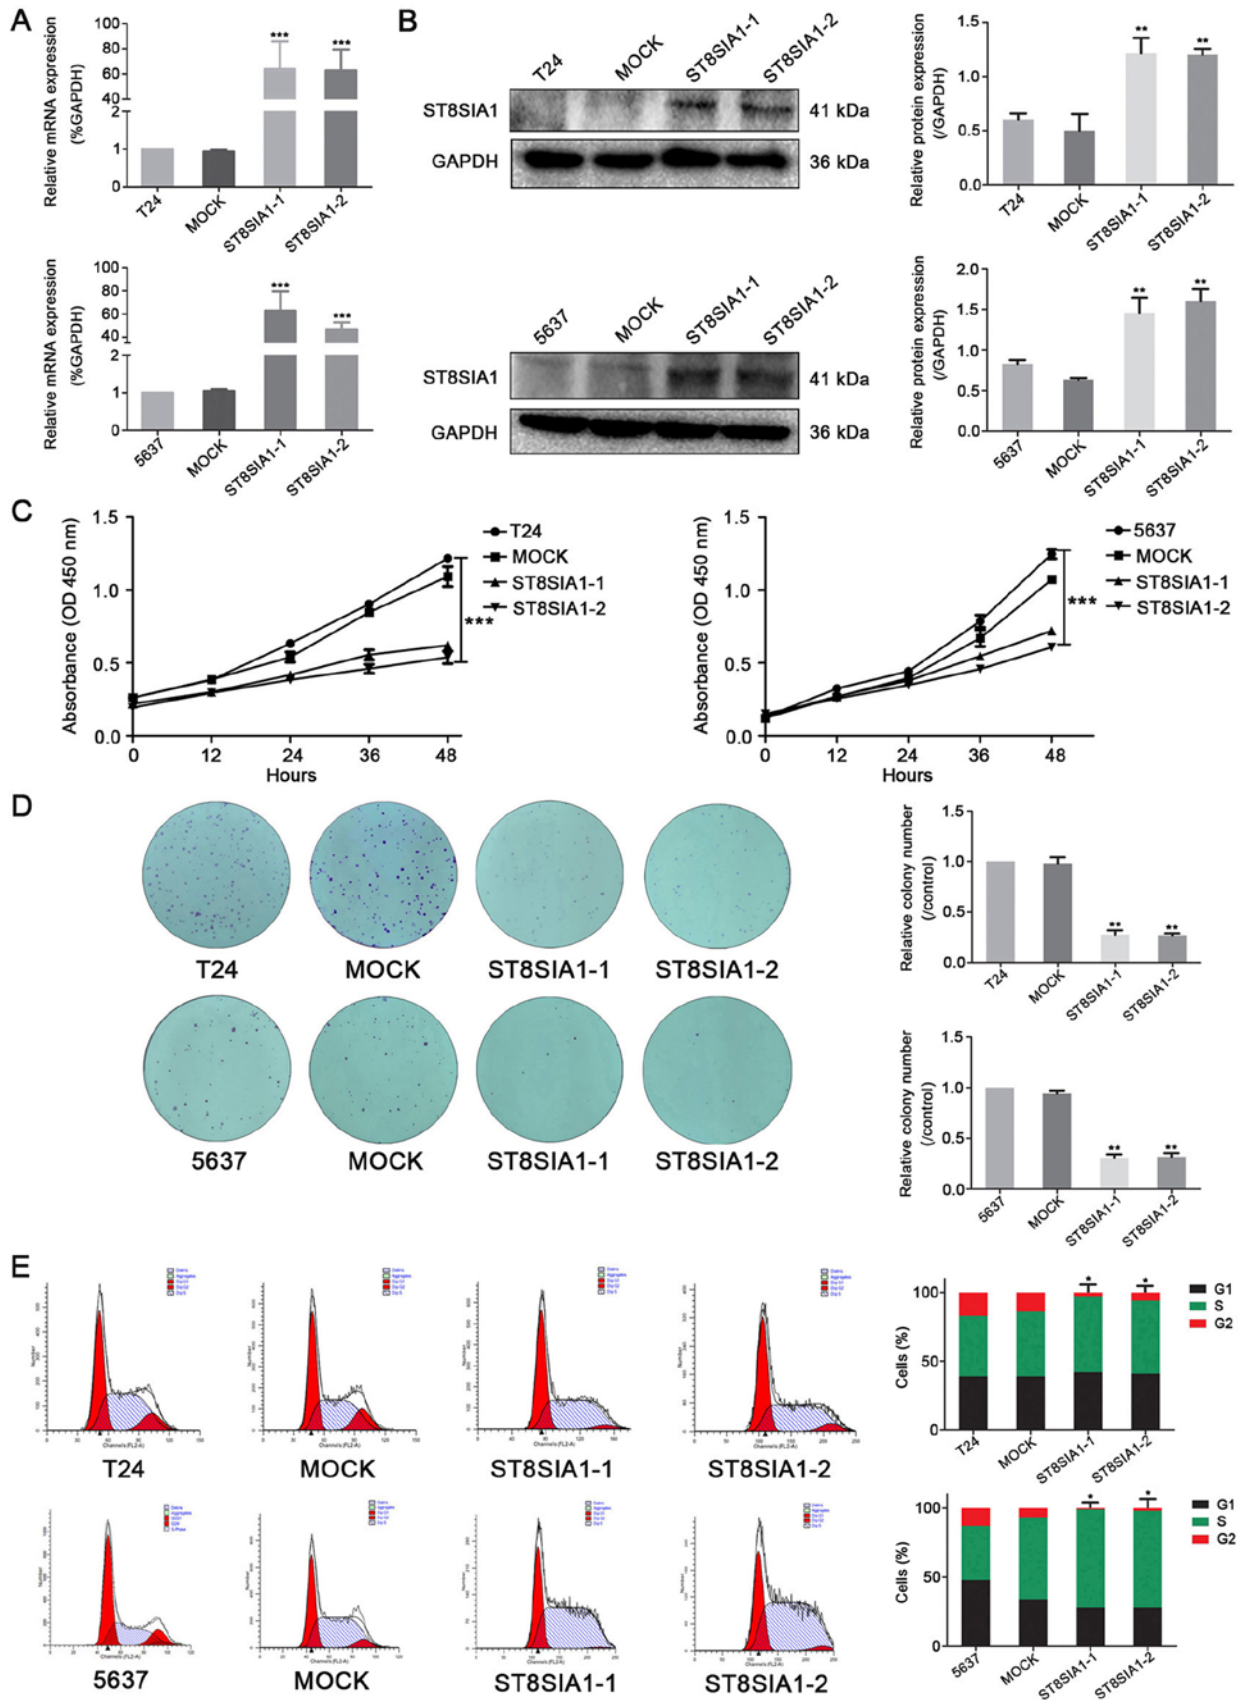 A
Relative mRNA expression
(%GAPDH)
100
80
60
40
2
1
0
***
***
T24
MOCK
ST8SIA1-1
ST8SIA1-2
B
T24
MOCK
ST8SIA1-1
ST8SIA1-2
ST8SIA1
41 kDa
GAPDH
36 kDa
Relative protein expression
(/GAPDH)
1.5
1.0
0.5
0.0
**
**
T24
MOCK
ST8SIA1-1
ST8SIA1-2
Relative mRNA expression
(%GAPDH)
100
80
60
40
2
1
0
***
***
5637
MOCK
ST8SIA1-1
ST8SIA1-2
5637
MOCK
ST8SIA1-1
ST8SIA1-2
ST8SIA1
41 kDa
GAPDH
36 kDa
Relative protein expression
(/GAPDH)
2.0
1.5
1.0
0.5
0.0
**
**
5637
MOCK
ST8SIA1-1
ST8SIA1-2
C
Absorbance (OD 450 nm)
1.5
1.0
0.5
0.0
0 12 24 36 48
Hours
T24
MOCK
ST8SIA1-1
ST8SIA1-2
***
Absorbance (OD 450 nm)
1.5
1.0
0.5
0.0
0 12 24 36 48
Hours
5637
MOCK
ST8SIA1-1
ST8SIA1-2
***
D
T24 MOCK ST8SIA1-1 ST8SIA1-2
Relative colony number
(/control)
1.5
1.0
0.5
0.0
**
**
T24
MOCK
ST8SIA1-1
ST8SIA1-2
5637 MOCK ST8SIA1-1 ST8SIA1-2
Relative colony number
(/control)
1.5
1.0
0.5
0.0
**
**
5637
MOCK
ST8SIA1-1
ST8SIA1-2
E
T24 MOCK ST8SIA1-1 ST8SIA1-2
Cells (%)
100
50
0
*
*
G1
S
G2
T24
MOCK
ST8SIA1-1
ST8SIA1-2
5637 MOCK ST8SIA1-1 ST8SIA1-2
Cells (%)
100
50
0
*
*
G1
S
G2
5637
MOCK
ST8SIA1-1
ST8SIA1-2